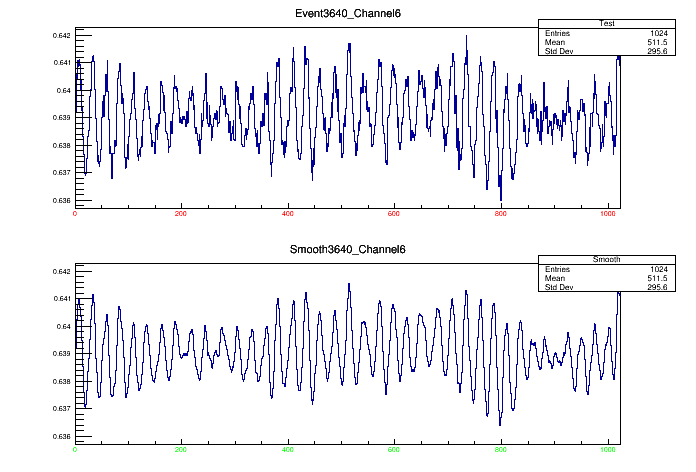 Event3640_Channel6
Test
Entries 1024
Mean 511.5
Std Dev 295.6
0.642
0.641
0.64
0.639
0.638
0.637
0.636
0 200 400 600 800 1000
Smooth3640_Channel6
Smooth
Entries 1024
Mean 511.5
Std Dev 295.6
0.642
0.641
0.64
0.639
0.638
0.637
0.636
0 200 400 600 800 1000